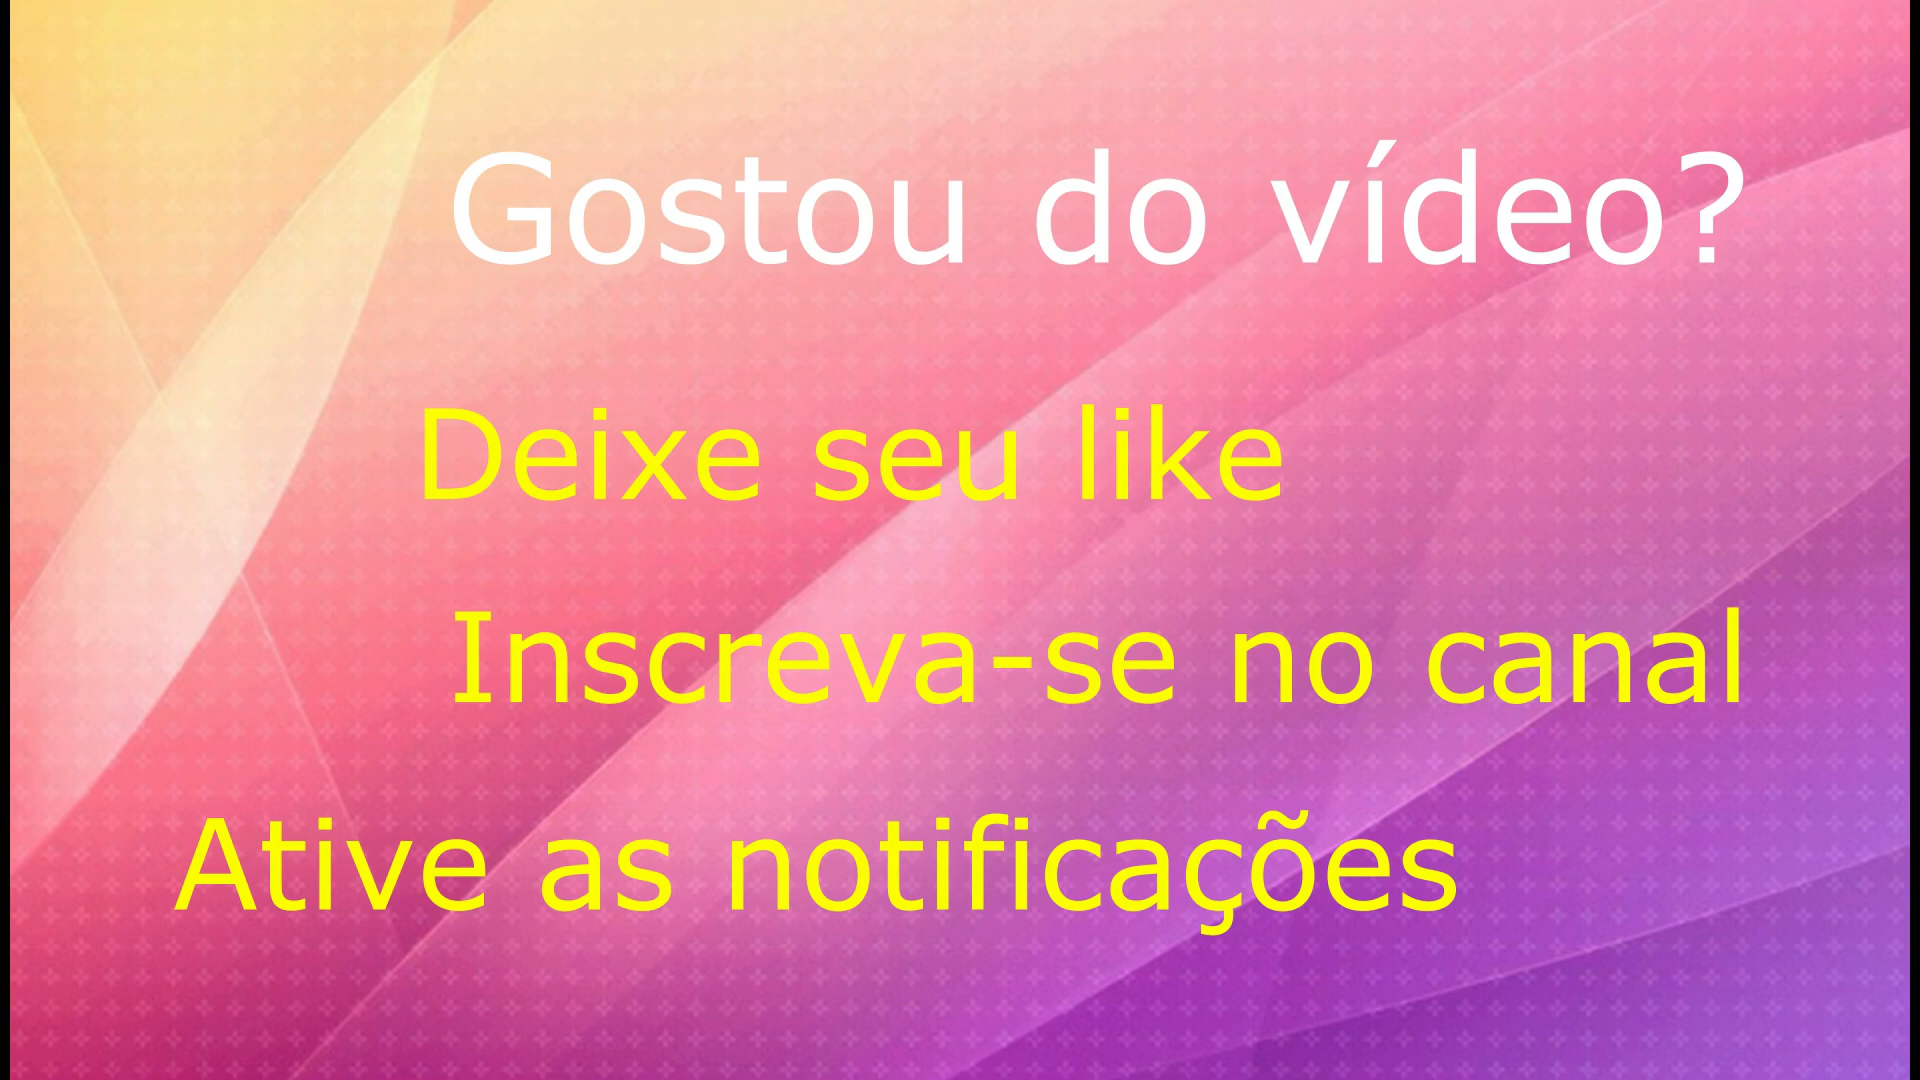 Gostou do vídeo?
Deixe seu like
Inscreva-se no canal
Ative as notificações